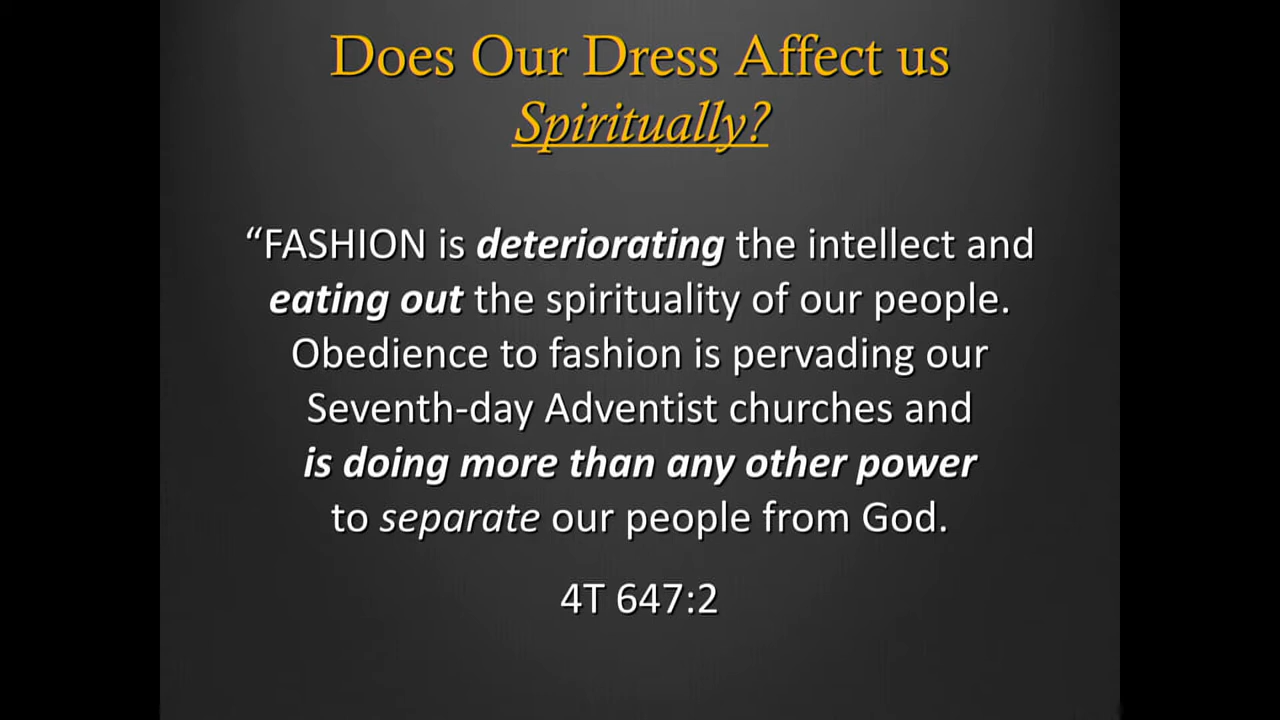 Does Our Dress Affect us
Spiritually?
“FASHION is deteriorating the intellect and
eating out the spirituality of our people.
Obedience to fashion is pervading our
Seventh-day Adventist churches and
is doing more than any other power
to separate our people from God.
4T 647:2